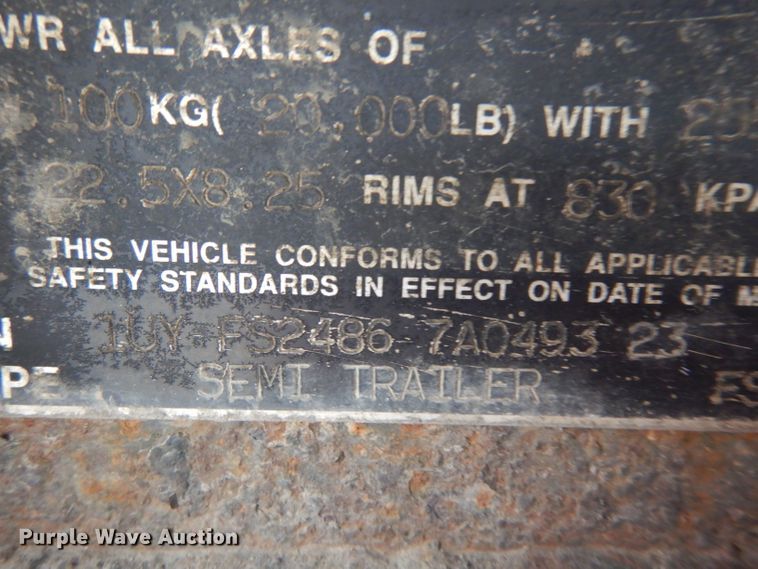 WR ALL AXLES OF
100KG( 20,000LB) WITH
22.5X8.25 RIMS AT 830 KPA
THIS VEHICLE CONFORMS TO ALL APPLICABLE
SAFETY STANDARDS IN EFFECT ON DATE OF M
N 1UY FS2486 7A0493 23
PE SEMI TRAILER FS
Purple Wave Auction®